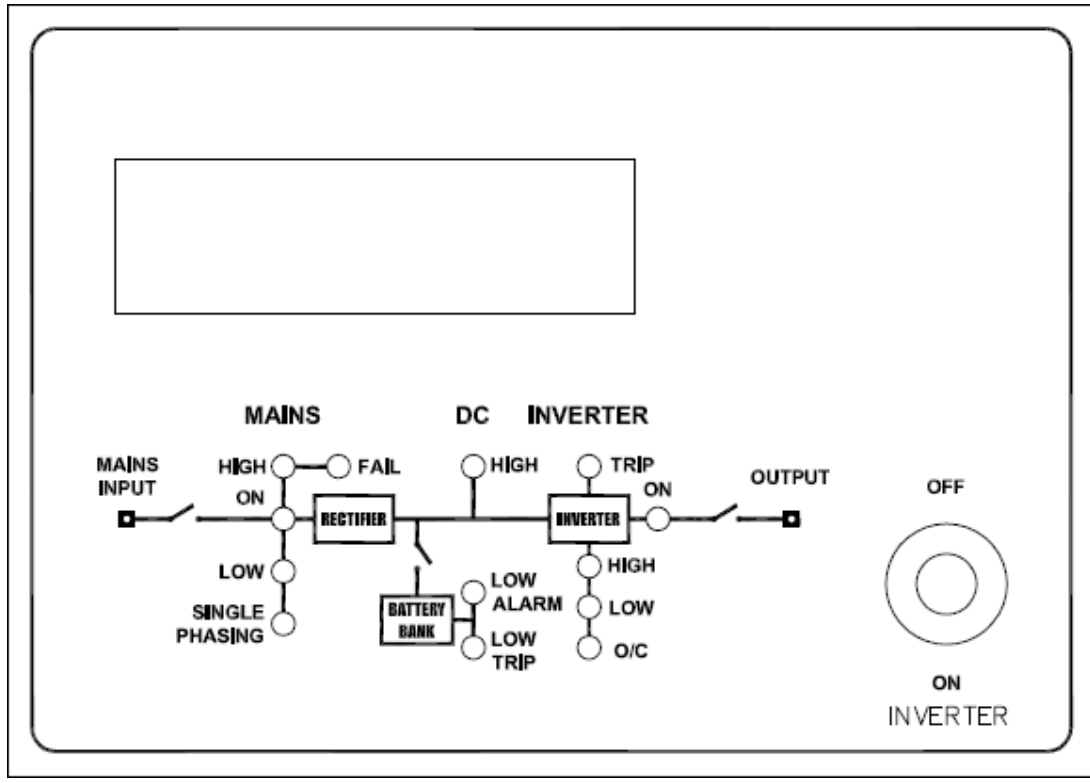 MAINS
DC
INVERTER
MAINS
INPUT
HIGH
FAIL
HIGH
TRIP
ON
ON
OUTPUT
OFF
RECTIFIER
INVERTER
LOW
LOW
ALARM
HIGH
SINGLE
PHASING
BATTERY
BANK
LOW
TRIP
LOW
O/C
ON
INVERTER